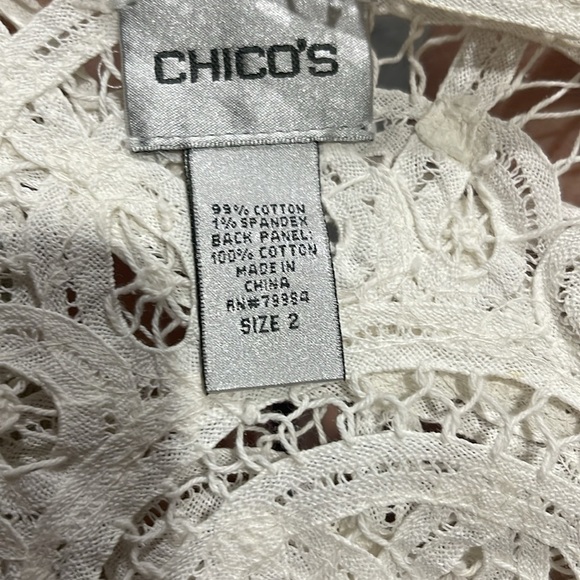 CHICO'S
99% COTTON
1% SPANDEX
BACK PANEL:
100% COTTON
MADE IN
CHINA
RN#79984
SIZE 2